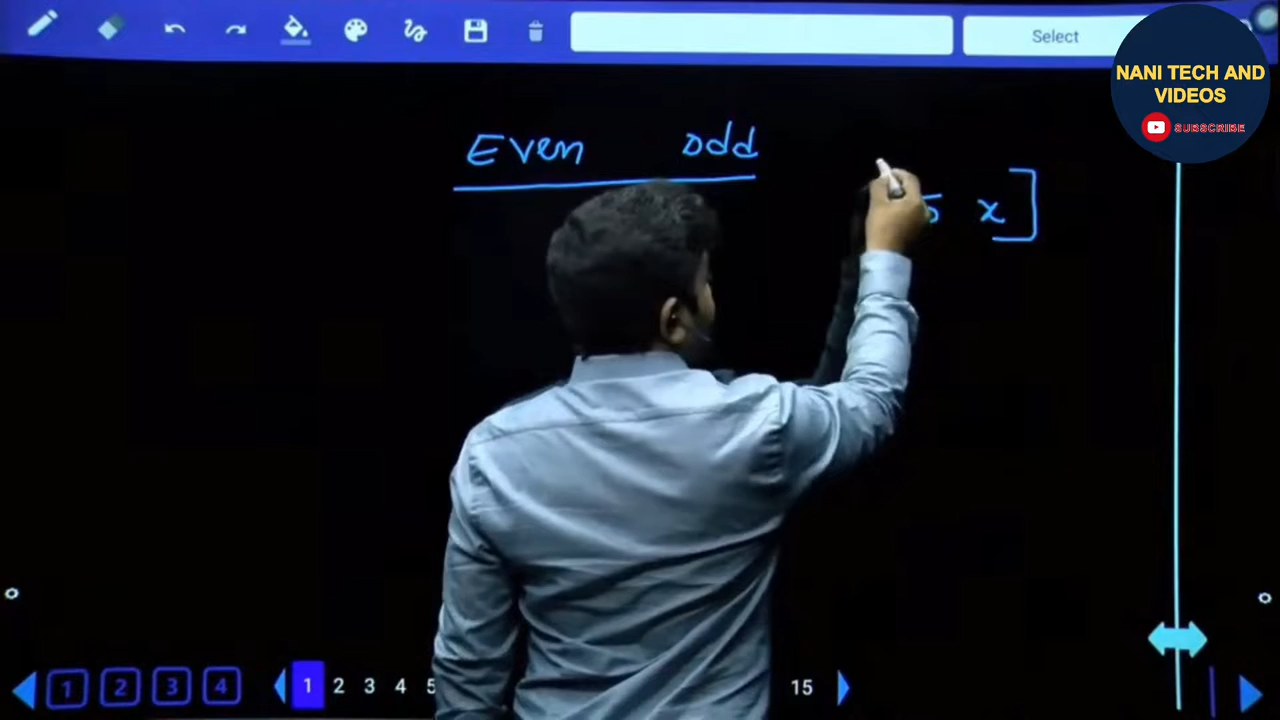 Select
NANI TECH AND
VIDEOS
SUBSCRIBE
Even odd
x ]
1 2 3 4 1 2 3 4 5 15